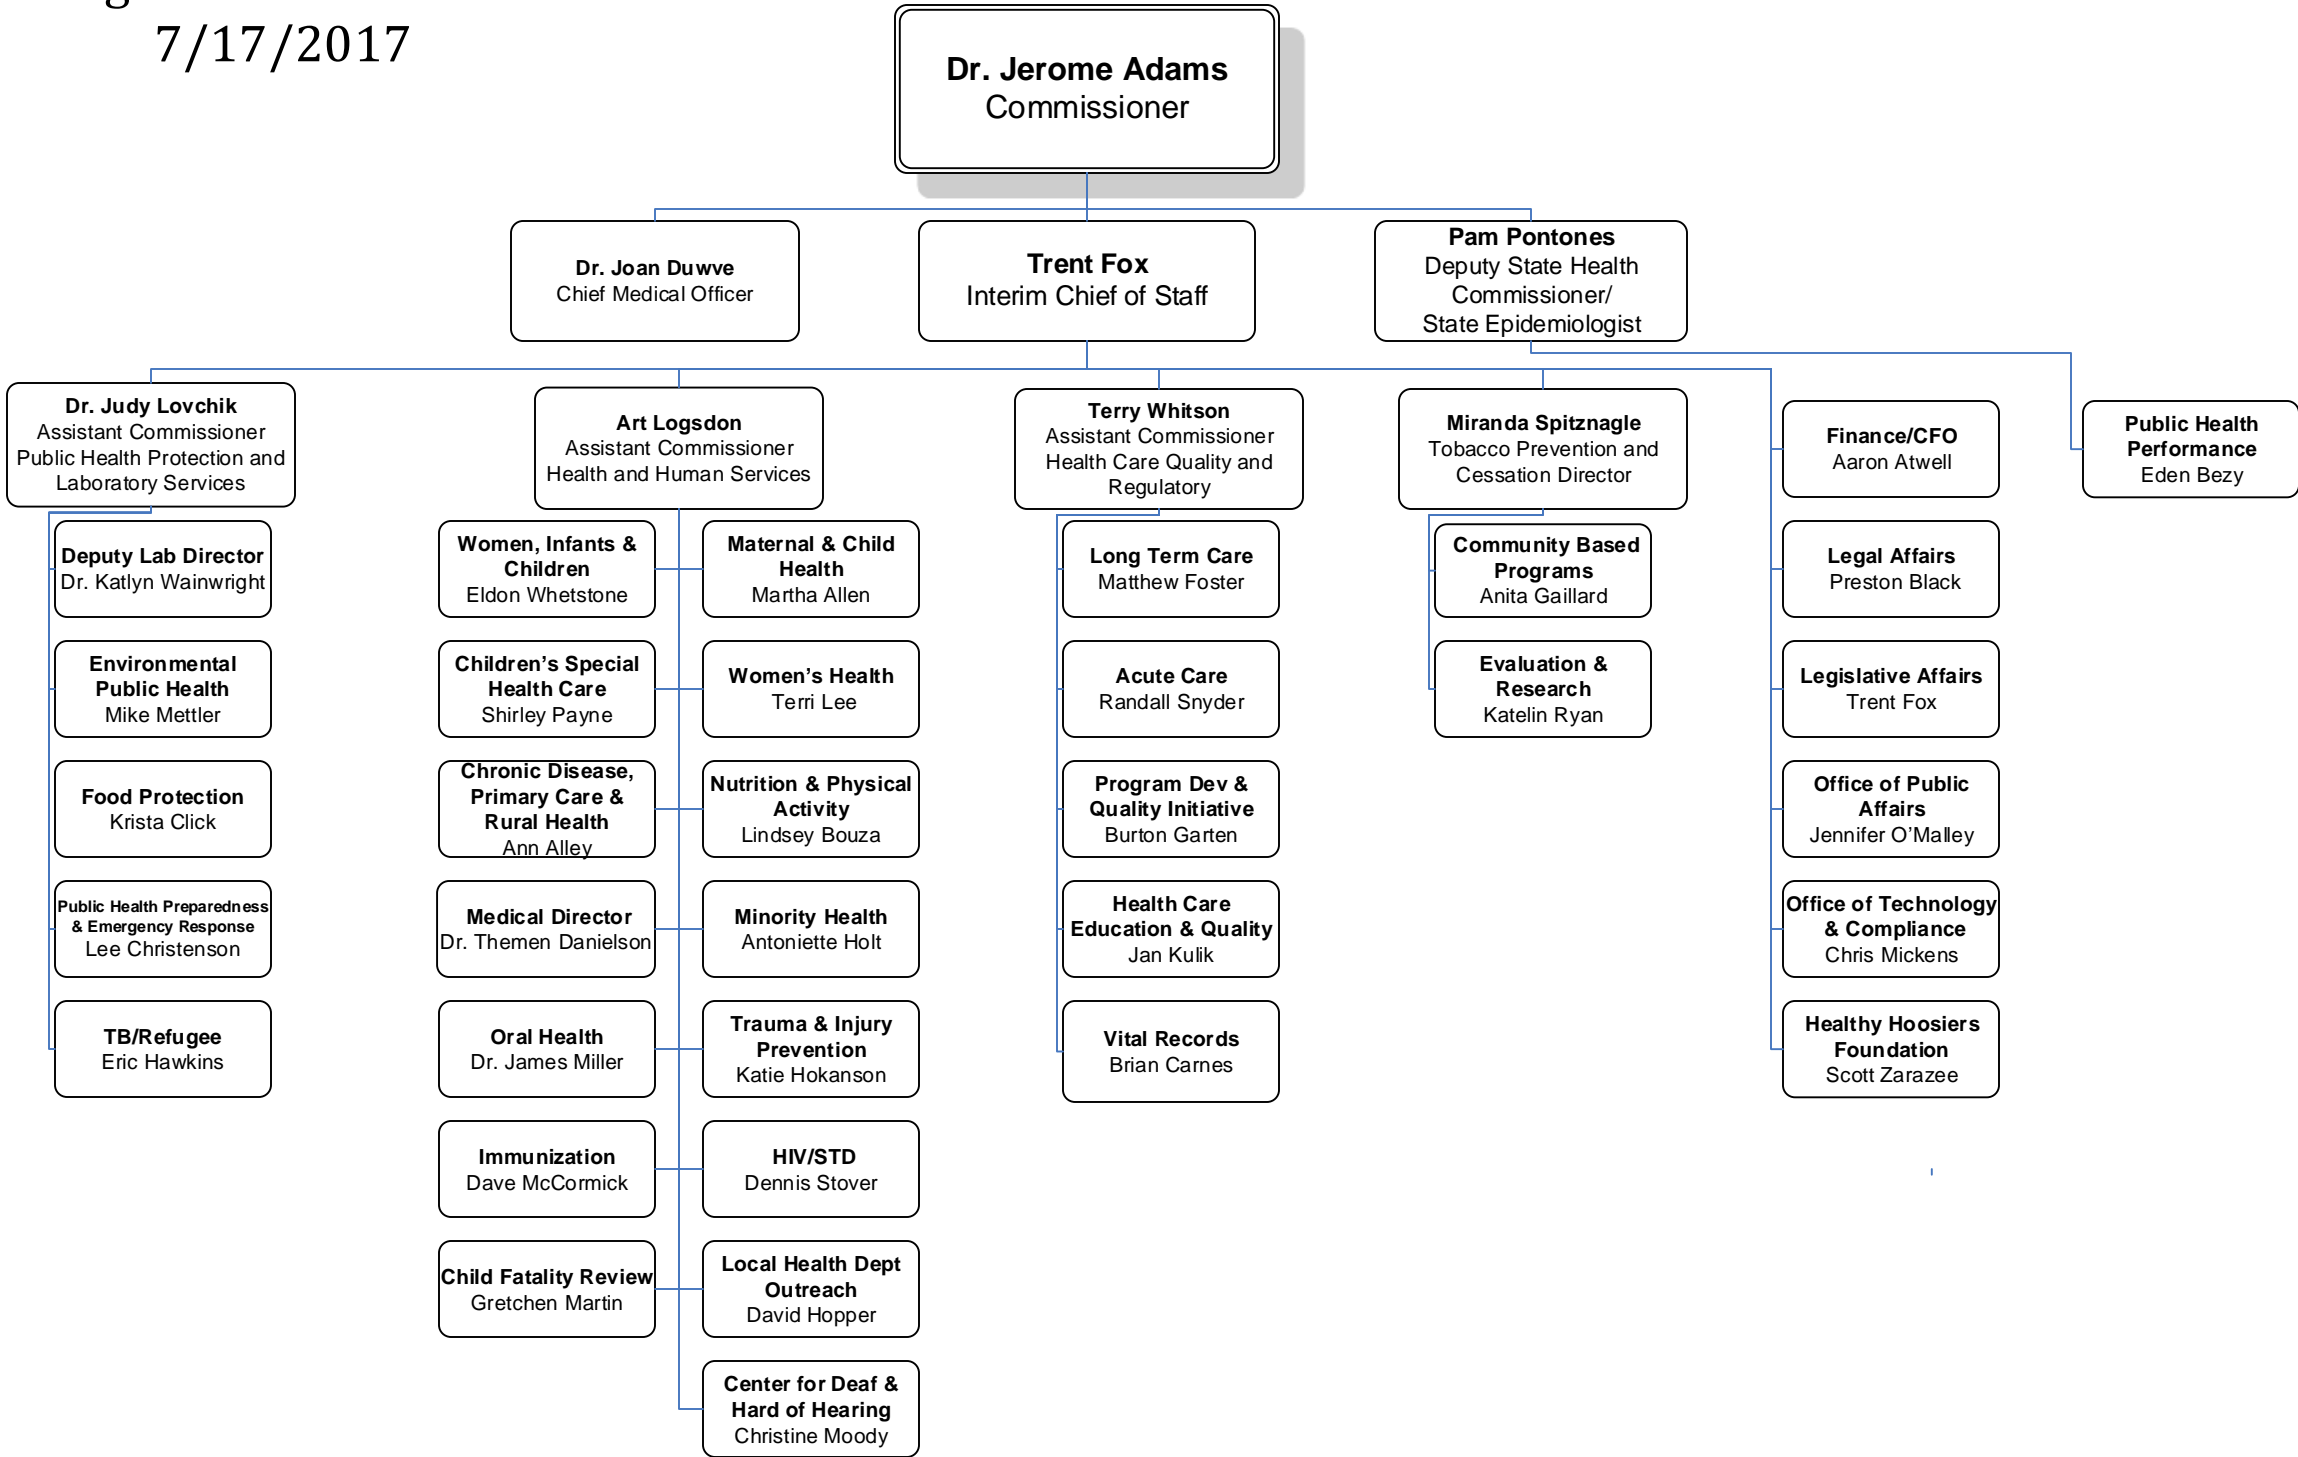 7/17/2017
Dr. Jerome Adams
Commissioner
Dr. Joan Duwve
Chief Medical Officer
Trent Fox
Interim Chief of Staff
Pam Pontones
Deputy State Health
Commissioner/
State Epidemiologist
Dr. Judy Lovchik
Assistant Commissioner
Public Health Protection and
Laboratory Services
Art Logsdon
Assistant Commissioner
Health and Human Services
Terry Whitson
Assistant Commissioner
Health Care Quality and
Regulatory
Miranda Spitznagle
Tobacco Prevention and
Cessation Director
Finance/CFO
Aaron Atwell
Public Health
Performance
Eden Bezy
Deputy Lab Director
Dr. Katlyn Wainwright
Environmental
Public Health
Mike Mettler
Food Protection
Krista Click
Public Health Preparedness
& Emergency Response
Lee Christenson
TB/Refugee
Eric Hawkins
Women, Infants &
Children
Eldon Whetstone
Maternal & Child
Health
Martha Allen
Children’s Special
Health Care
Shirley Payne
Women’s Health
Terri Lee
Chronic Disease,
Primary Care &
Rural Health
Ann Alley
Nutrition & Physical
Activity
Lindsey Bouza
Medical Director
Dr. Themen Danielson
Minority Health
Antoniette Holt
Oral Health
Dr. James Miller
Trauma & Injury
Prevention
Katie Hokanson
Immunization
Dave McCormick
HIV/STD
Dennis Stover
Child Fatality Review
Gretchen Martin
Local Health Dept
Outreach
David Hopper
Center for Deaf &
Hard of Hearing
Christine Moody
Long Term Care
Matthew Foster
Acute Care
Randall Snyder
Program Dev &
Quality Initiative
Burton Garten
Health Care
Education & Quality
Jan Kulik
Vital Records
Brian Carnes
Community Based
Programs
Anita Gaillard
Evaluation &
Research
Katelin Ryan
Legal Affairs
Preston Black
Legislative Affairs
Trent Fox
Office of Public
Affairs
Jennifer O’Malley
Office of Technology
& Compliance
Chris Mickens
Healthy Hoosiers
Foundation
Scott Zarazee